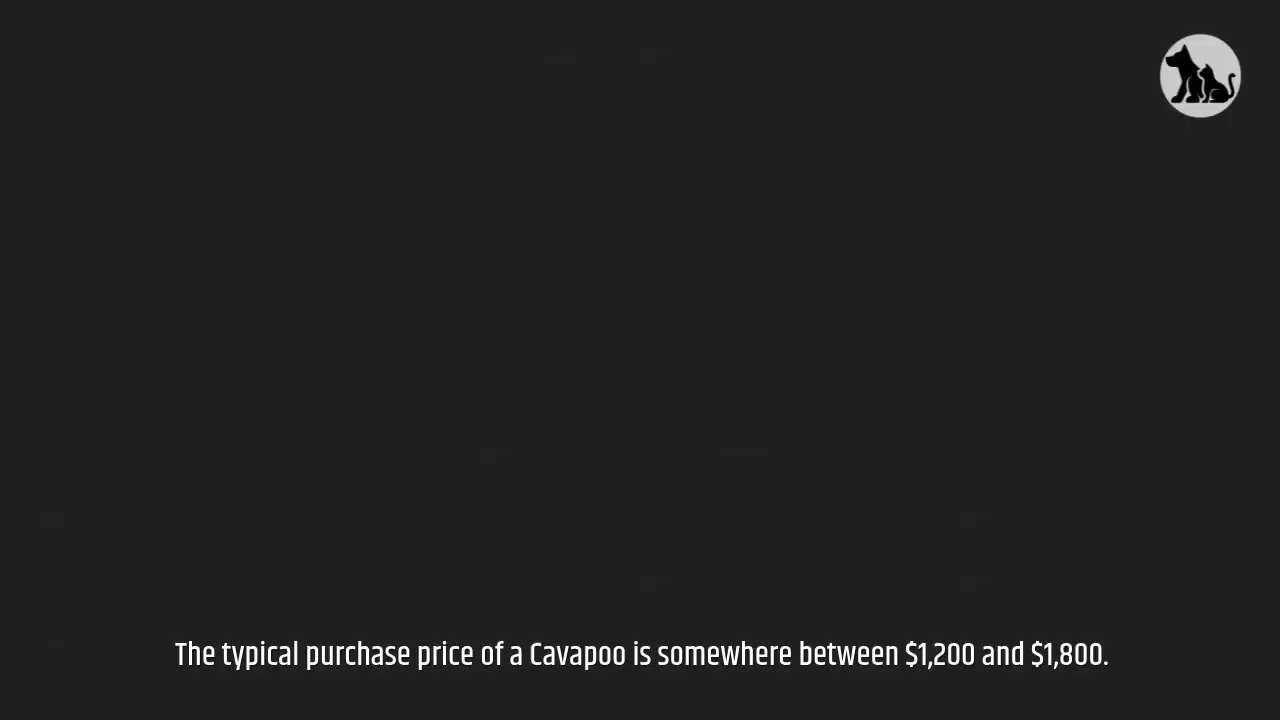 The typical purchase price of a Cavapoo is somewhere between $1,200 and $1,800.